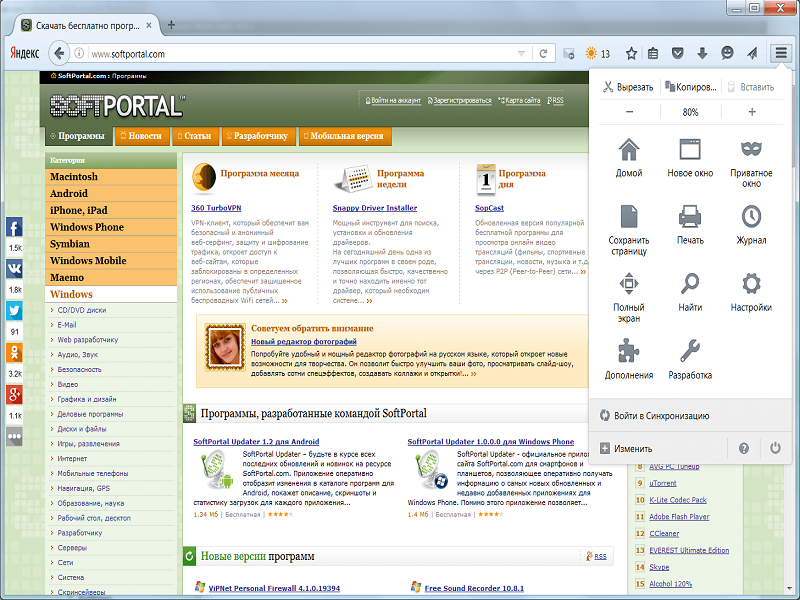 Скачать бесплатно прогр...
Яндекс
www.softportal.com
13
SoftPortal.com : Программы
SOFTPORTAL™
Войти на аккаунт
Зарегистрироваться
Карта сайта
RSS
Программы
Новости
Статьи
Разработчику
Мобильная версия
Категории
Macintosh
Android
iPhone, iPad
Windows Phone
Symbian
Windows Mobile
Maemo
Windows
CD/DVD диски
E-Mail
Web разработчику
Аудио, Звук
Безопасность
Видео
Графика и дизайн
Деловые программы
Диски и файлы
Игры, развлечения
Интернет
Мобильные телефоны
Навигация, GPS
Образование, наука
Рабочий стол, десктоп
Разработчику
Серверы
Сети
Система
Скринсейверы
1.5k
1.8k
91
3.2k
1.1k
Программа месяца
360 TurboVPN
VPN-клиент, который обеспечит вам
безопасный и анонимный
веб-серфинг, защиту и шифрование
трафика, откроет доступ к
веб-сайтам, которые
заблокированы в определенных
регионах, обеспечит защищенное
использование публичных
беспроводных WiFi сетей... »
Программа
недели
Snappy Driver Installer
Мощный инструмент для поиска,
установки и обновления
драйверов.
На сегодняшний день одна из
лучших программ в своем роде,
позволяющая быстро, качественно
и точно находить именно тот
драйвер, который необходим
системе... »
Программа
дня
1
SopCast
Обновленная версия популярной
бесплатной программы для
просмотра онлайн видео
трансляций (фильмы, спортивные
трансляции, новости, музыка и т.д.
через P2P (Peer-to-Peer) сети... »
Советуем обратить внимание
Новый редактор фотографий
Попробуйте удобный и мощный редактор фотографий на русском языке, который откроет новые
возможности для творчества. Он позволит быстро улучшить ваши фото, просматривать слайд-шоу,
добавлять сотни спецэффектов, создавать коллажи и открытки!... »
Программы, разработанные командой SoftPortal
SoftPortal Updater 1.2 для Android
SoftPortal Updater – будьте в курсе всех
последних обновлений и новинок на ресурсе
SoftPortal.com. Приложение оперативно
отобразит изменения в каталоге программ для
Android, покажет описание, скриншоты и
статистику загрузок для каждого приложения...
1.34 Мб | Бесплатная |
SoftPortal Updater 1.0.0.0 для Windows Phone
SoftPortal Updater - официальное прилож
сайта SoftPortal.com для смартфонов и
планшетов, позволяющее оперативно получать
информацию о самых новых обновленных и
недавно добавленных приложениях для
Windows Phone. Помимо этого приложение позволяет...
1.4 Мб | Бесплатная |
Новые версии программ
RSS
ViPNet Personal Firewall 4.1.0.19394
Free Sound Recorder 10.8.1
Вырезать
Копиров...
Вставить
−
80%
+
Домой
Новое окно
Приватное
окно
Сохранить
страницу
Печать
Журнал
Полный
экран
Найти
Настройки
Дополнения
Разработка
Войти в Синхронизацию
Изменить
8 AVG PC TuneUp
9 uTorrent
10 K-Lite Codec Pack
11 Adobe Flash Player
12 CCleaner
13 EVEREST Ultimate Edition
14 Skype
15 Alcohol 120%